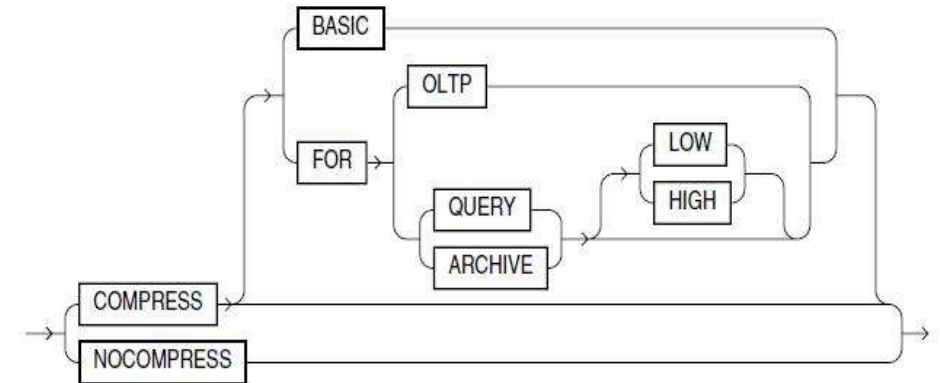 BASIC
OLTP
LOW
FOR
HIGH
QUERY
ARCHIVE
COMPRESS
NOCOMPRESS